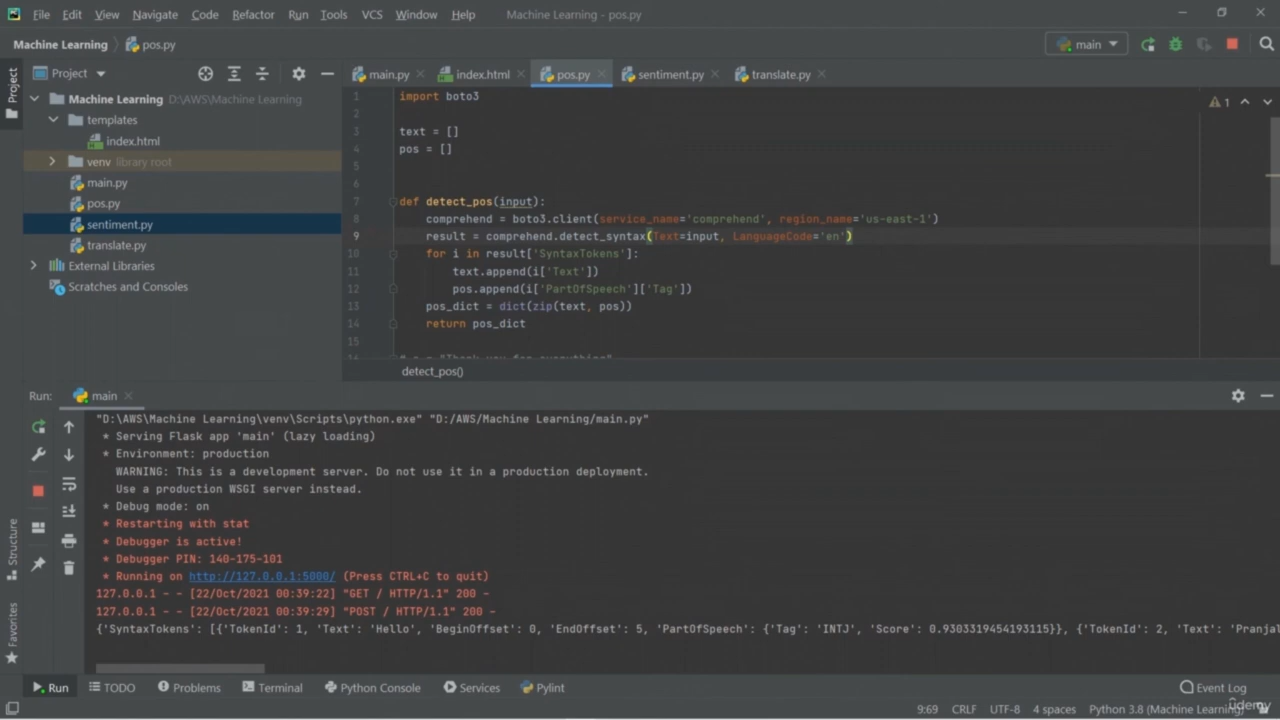 File Edit View Navigate Code Refactor Run Tools VCS Window Help Machine Learning - pos.py
Machine Learning pos.py main
Project main.py index.html pos.py sentiment.py translate.py
Project
Machine Learning D:\AWS\Machine Learning
templates
index.html
venv library root
main.py
pos.py
sentiment.py
translate.py
External Libraries
Scratches and Consoles
1 import boto3
2
3 text = []
4 pos = []
5
6
7 def detect_pos(input):
8 comprehend = boto3.client(service_name='comprehend', region_name='us-east-1')
9 result = comprehend.detect_syntax(Text=input, LanguageCode='en')
10 for i in result['SyntaxTokens']:
11 text.append(i['Text'])
12 pos.append(i['PartOfSpeech']['Tag'])
13 pos_dict = dict(zip(text, pos))
14 return pos_dict
15
1
detect_pos()
Run: main
"D:\AWS\Machine Learning\venv\Scripts\python.exe" "D:/AWS/Machine Learning/main.py"
* Serving Flask app 'main' (lazy loading)
* Environment: production
WARNING: This is a development server. Do not use it in a production deployment.
Use a production WSGI server instead.
* Debug mode: on
* Restarting with stat
* Debugger is active!
* Debugger PIN: 140-175-101
* Running on http://127.0.0.1:5000/ (Press CTRL+C to quit)
127.0.0.1 - - [22/Oct/2021 00:39:22] "GET / HTTP/1.1" 200 -
127.0.0.1 - - [22/Oct/2021 00:39:29] "POST / HTTP/1.1" 200 -
{'SyntaxTokens': [{'TokenId': 1, 'Text': 'Hello', 'BeginOffset': 0, 'EndOffset': 5, 'PartOfSpeech': {'Tag': 'INTJ', 'Score': 0.9303319454193115}}, {'TokenId': 2, 'Text': 'Pranjal
Structure
Favorites
Run TODO Problems Terminal Python Console Services Pylint Event Log
9:69 CRLF UTF-8 4 spaces Python 3.8 (Machine Learning)
udemy